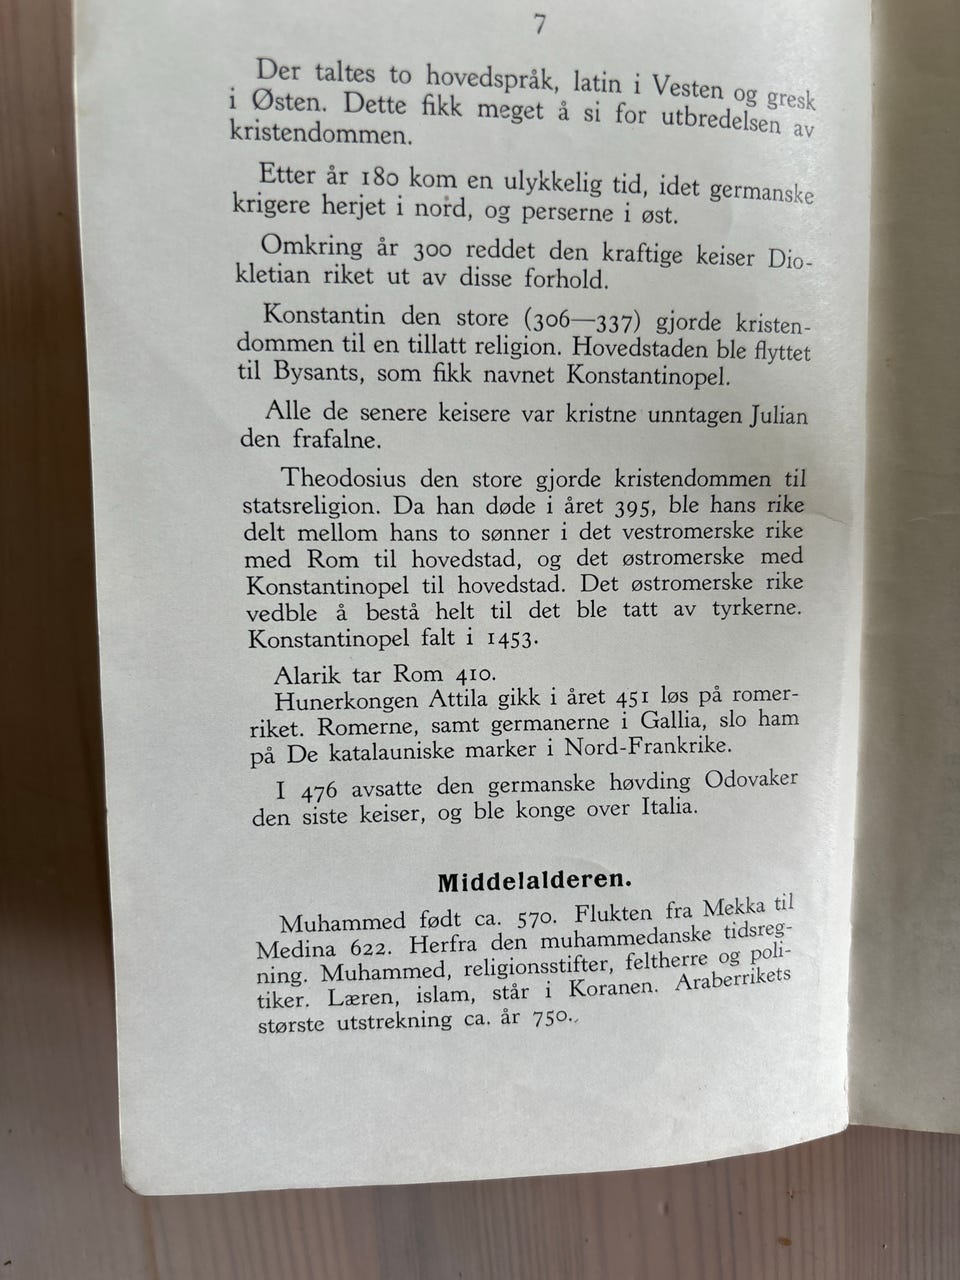 7
Der taltes to hovedspråk, latin i Vesten og gresk
i Østen. Dette fikk meget å si for utbredelsen av
kristendommen.
Etter år 180 kom en ulykkelig tid, idet germanske
krigere herjet i nord, og perserne i øst.
Omkring år 300 reddet den kraftige keiser Dio-
kletian riket ut av disse forhold.
Konstantin den store (306—337) gjorde kristen-
dommen til en tillatt religion. Hovedstaden ble flyttet
til Bysants, som fikk navnet Konstantinopel.
Alle de senere keisere var kristne unntagen Julian
den frafalne.
Theodosius den store gjorde kristendommen til
statsreligion. Da han døde i året 395, ble hans rike
delt mellom hans to sønner i det vestromerske rike
med Rom til hovedstad, og det østromerske med
Konstantinopel til hovedstad. Det østromerske rike
vedble å bestå helt til det ble tatt av tyrkerne.
Konstantinopel falt i 1453.
Alarik tar Rom 410.
Hunerkongen Attila gikk i året 451 løs på romer-
riket. Romerne, samt germanerne i Gallia, slo ham
på De katalauniske marker i Nord-Frankrike.
I 476 avsatte den germanske høvding Odovaker
den siste keiser, og ble konge over Italia.
Middelalderen.
Muhammed født ca. 570. Flukten fra Mekka til
Medina 622. Herfra den muhammedanske tidsreg-
ning. Muhammed, religionsstifter, feltherre og poli-
tiker. Læren, islam, står i Koranen. Araberrikets
største utstrekning ca. år 750.